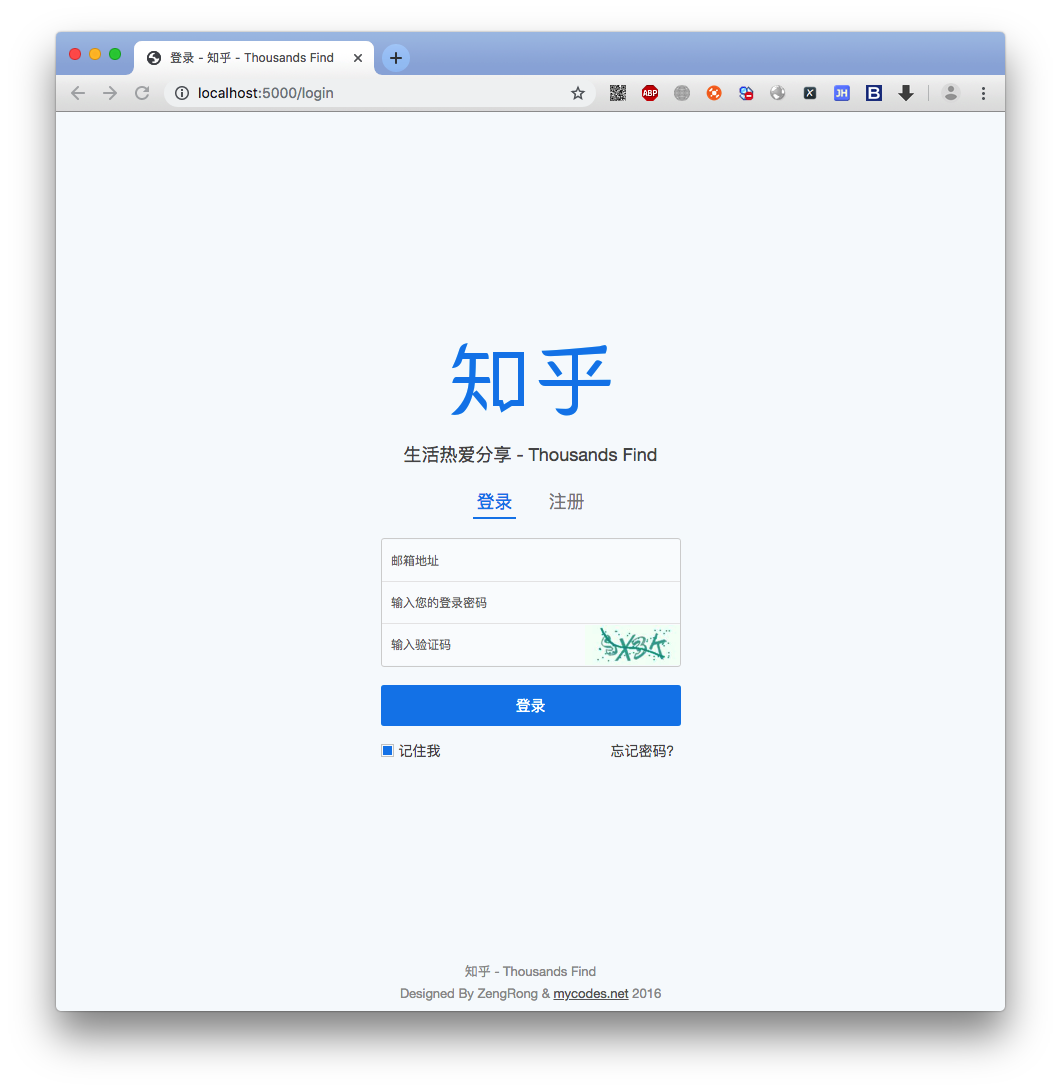 登录 - 知乎 - Thousands Find
localhost:5000/login
ABP
JH
B
知乎
生活热爱分享 - Thousands Find
登录 注册
邮箱地址
输入您的登录密码
输入验证码
登录
记住我 忘记密码?
知乎 - Thousands Find
Designed By ZengRong & mycodes.net 2016